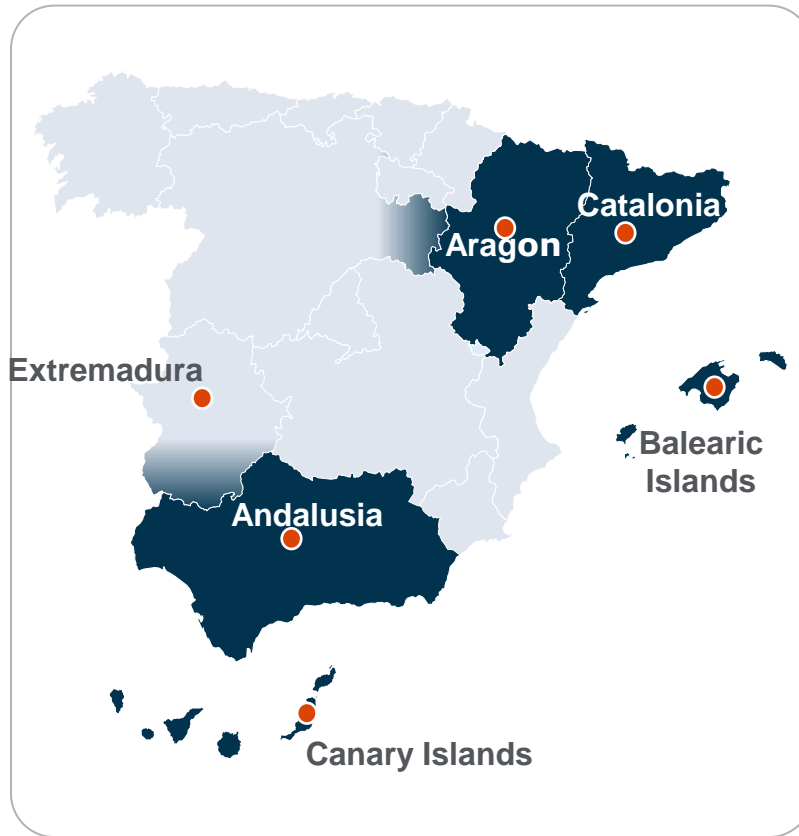 Catalonia
Aragon
Extremadura
Balearic
Islands
Andalusia
Canary Islands